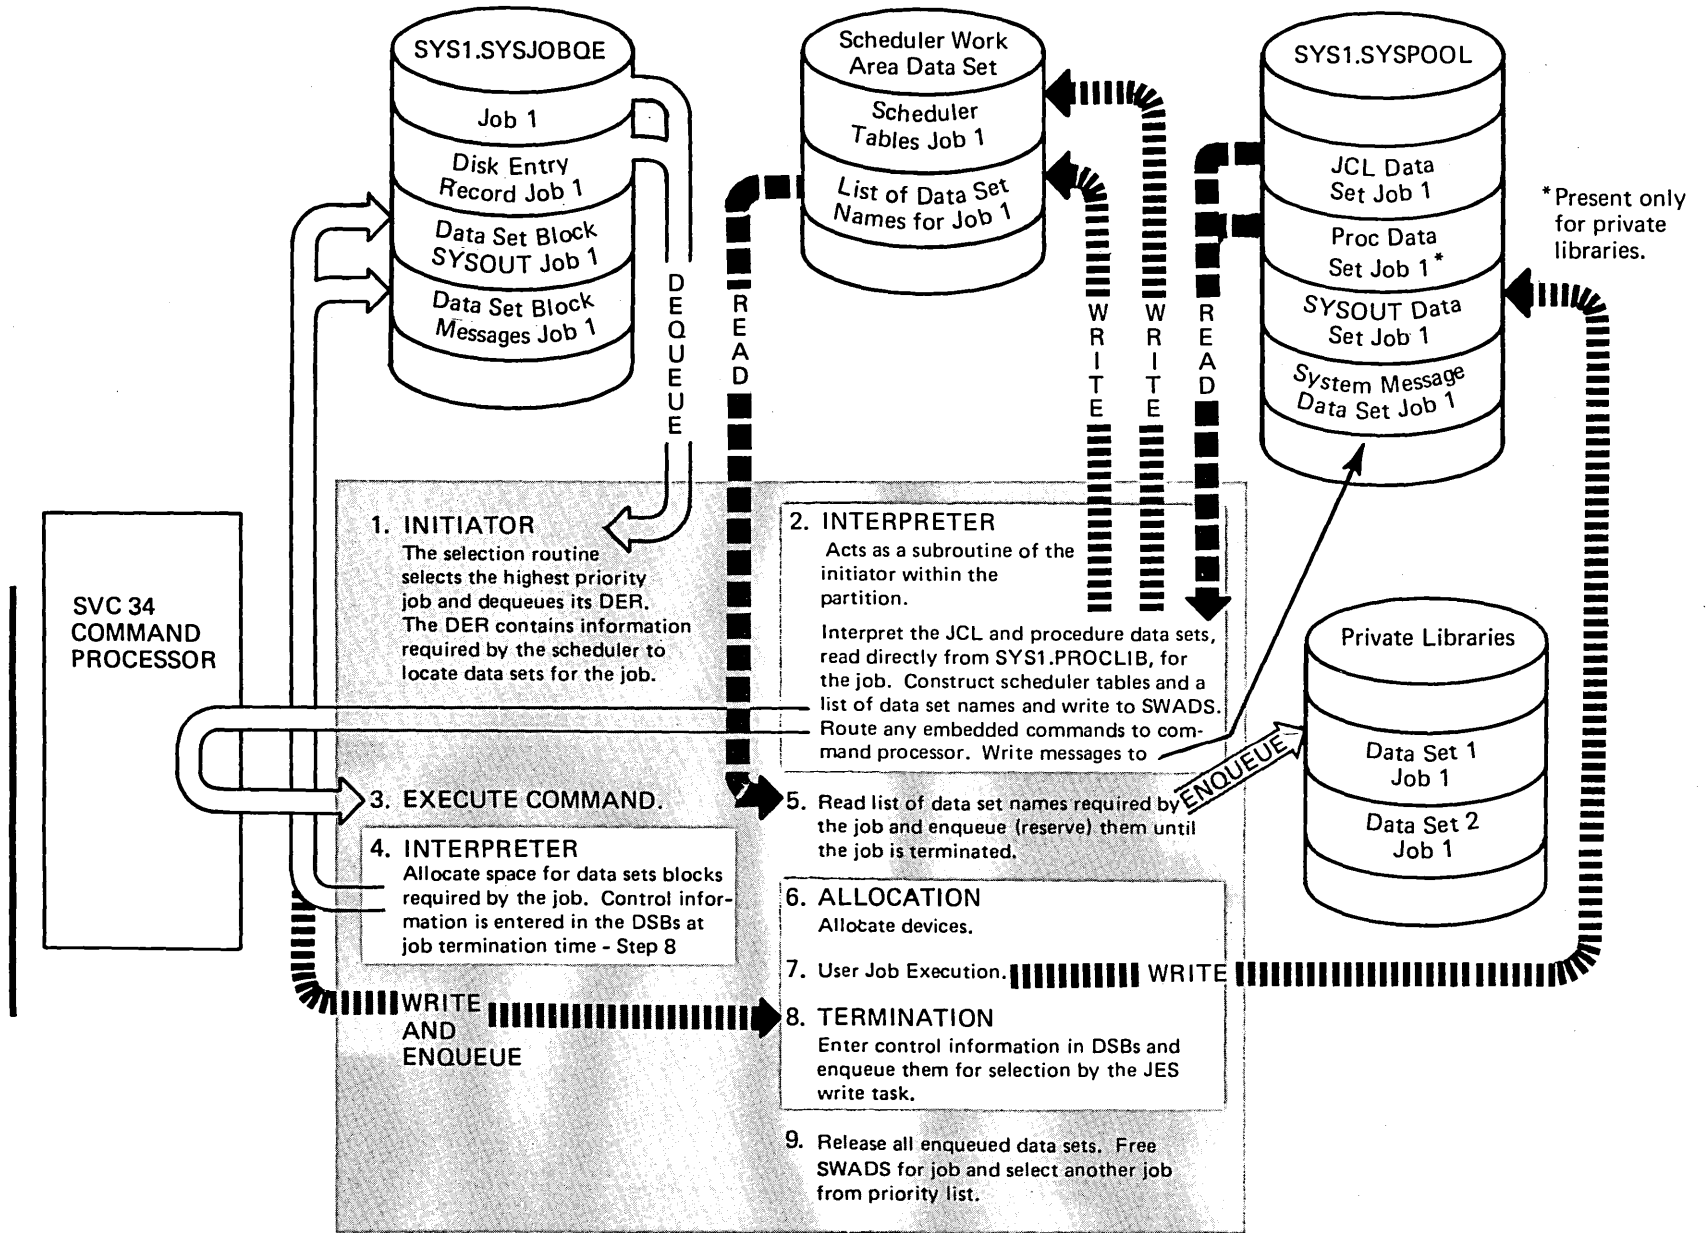 SYS1.SYSJOBQE
Job 1
Disk Entry
Record Job 1
Data Set Block
SYSOUT Job 1
Data Set Block
Messages Job 1
Scheduler Work
Area Data Set
Scheduler
Tables Job 1
List of Data Set
Names for Job 1
SYS1.SYSPOOL
JCL Data
Set Job 1
Proc Data
Set Job 1*
SYSOUT Data
Set Job 1
System Message
Data Set Job 1
*Present only
for private
libraries.
DEQUEUE
READ
WRITE
WRITE
READ
SVC 34
COMMAND
PROCESSOR
1. INITIATOR
The selection routine
selects the highest priority
job and dequeues its DER.
The DER contains information
required by the scheduler to
locate data sets for the job.
2. INTERPRETER
Acts as a subroutine of the
initiator within the
partition.
Interpret the JCL and procedure data sets,
read directly from SYS1.PROCLIB, for
the job. Construct scheduler tables and a
list of data set names and write to SWADS.
Route any embedded commands to com-
mand processor. Write messages to
3. EXECUTE COMMAND.
4. INTERPRETER
Allocate space for data sets blocks
required by the job. Control infor-
mation is entered in the DSBs at
job termination time - Step 8
5. Read list of data set names required by
the job and enqueue (reserve) them until
the job is terminated.
ENQUEUE
Private Libraries
Data Set 1
Job 1
Data Set 2
Job 1
6. ALLOCATION
Allocate devices.
7. User Job Execution.
WRITE
WRITE
AND
ENQUEUE
8. TERMINATION
Enter control information in DSBs and
enqueue them for selection by the JES
write task.
9. Release all enqueued data sets. Free
SWADS for job and select another job
from priority list.